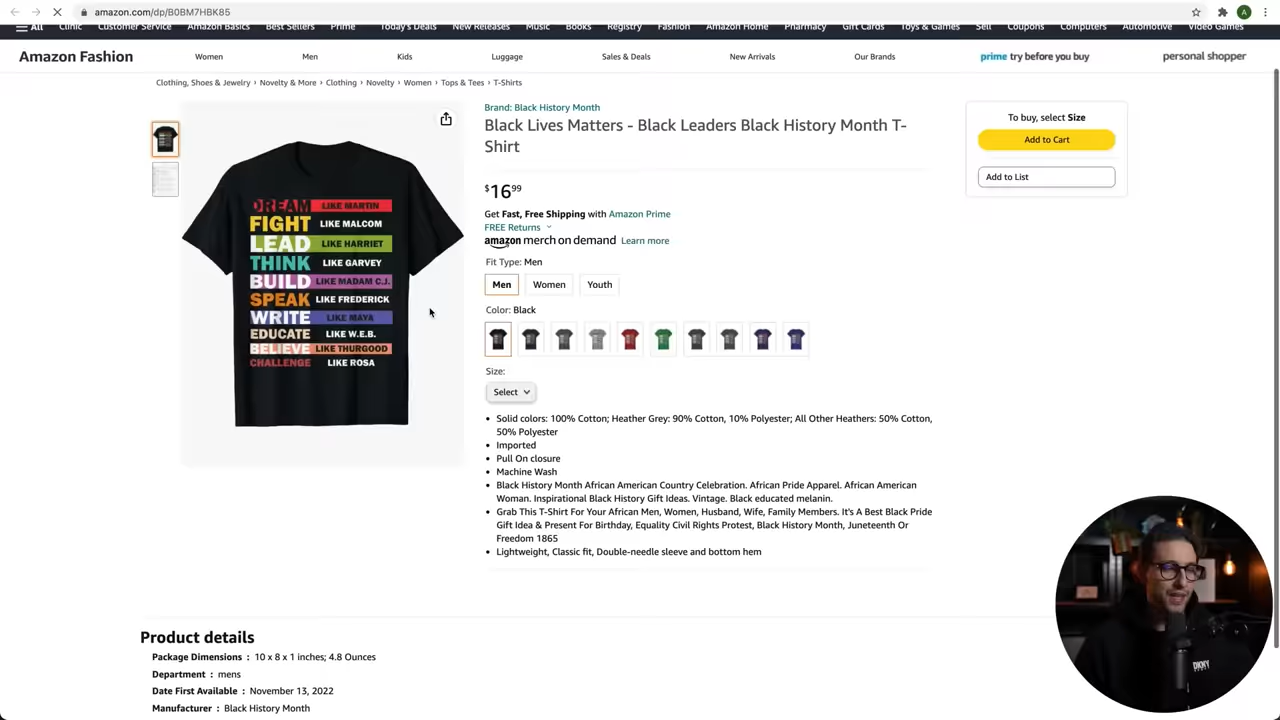 amazon.com/dp/B0BM7HBK85
All Clinic Customer Service Amazon Basics Best Sellers Prime Today's Deals New Releases Music Books Registry Fashion Amazon Home Pharmacy Gift Cards Toys & Games Sell Coupons Computers Automotive Video Games
Amazon Fashion Women Men Kids Luggage Sales & Deals New Arrivals Our Brands prime try before you buy personal shopper
Clothing, Shoes & Jewelry › Novelty & More › Clothing › Novelty › Women › Tops & Tees › T-Shirts
Brand: Black History Month
Black Lives Matters - Black Leaders Black History Month T-
Shirt
$1699
Get Fast, Free Shipping with Amazon Prime
FREE Returns
amazon merch on demand Learn more
Fit Type: Men
Men Women Youth
Color: Black
Size:
Select
Solid colors: 100% Cotton; Heather Grey: 90% Cotton, 10% Polyester; All Other Heathers: 50% Cotton,
50% Polyester
Imported
Pull On closure
Machine Wash
Black History Month African American Country Celebration. African Pride Apparel. African American
Woman. Inspirational Black History Gift Ideas. Vintage. Black educated melanin.
Grab This T-Shirt For Your African Men, Women, Husband, Wife, Family Members. It's A Best Black Pride
Gift Idea & Present For Birthday, Equality Civil Rights Protest, Black History Month, Juneteenth Or
Freedom 1865
Lightweight, Classic fit, Double-needle sleeve and bottom hem
To buy, select Size
Add to Cart
Add to List
DREAM LIKE MARTIN
FIGHT LIKE MALCOM
LEAD LIKE HARRIET
THINK LIKE GARVEY
BUILD LIKE MADAM C.J.
SPEAK LIKE FREDERICK
WRITE LIKE MAYA
EDUCATE LIKE W.E.B.
BELIEVE LIKE THURGOOD
CHALLENGE LIKE ROSA
Product details
Package Dimensions : 10 x 8 x 1 inches; 4.8 Ounces
Department : mens
Date First Available : November 13, 2022
Manufacturer : Black History Month
A
DKNY